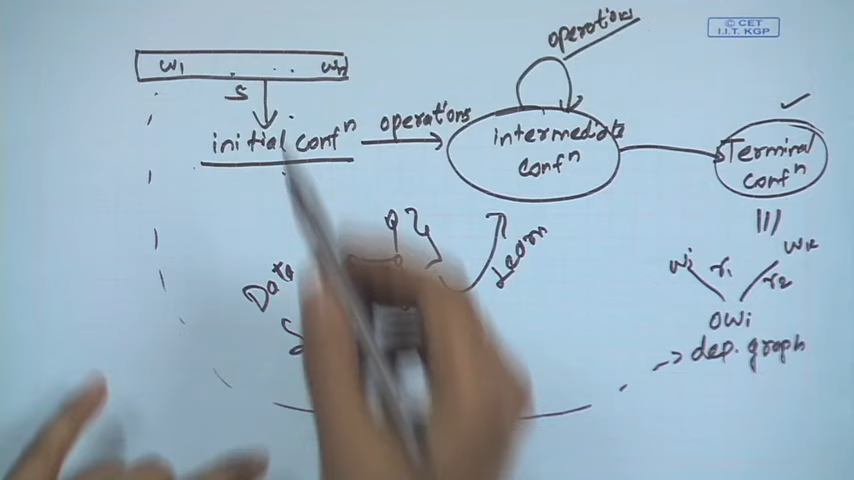 © CET
I.I.T. KGP
operations
w₁ . . . wₙ
S
initial confⁿ
operations
intermediate
confⁿ
Terminal
confⁿ
Learn
Data
wⱼ r₁ wₖ
r₂
owᵢ
dep. graph